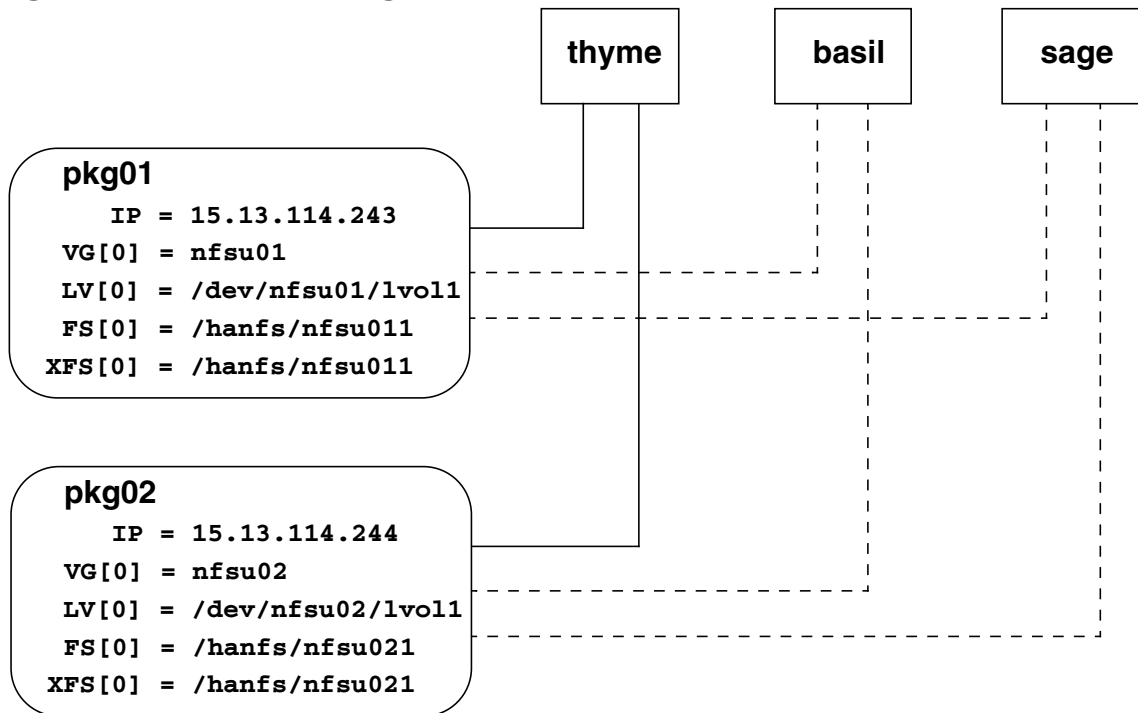 thyme
basil
sage
pkg01
IP = 15.13.114.243
VG[0] = nfsu01
LV[0] = /dev/nfsu01/lvol1
FS[0] = /hanfs/nfsu011
XFS[0] = /hanfs/nfsu011
pkg02
IP = 15.13.114.244
VG[0] = nfsu02
LV[0] = /dev/nfsu02/lvol1
FS[0] = /hanfs/nfsu021
XFS[0] = /hanfs/nfsu021